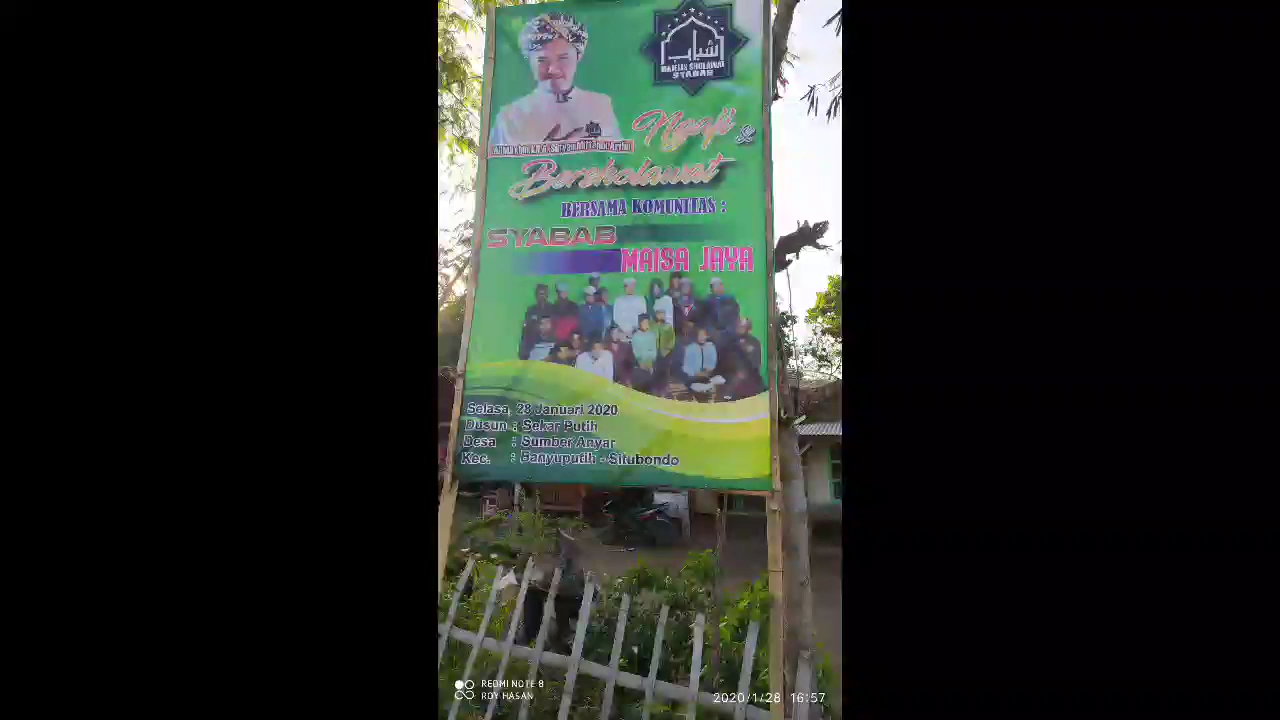 شباب
MAJELIS SHOLAWAT
SYABAB
Ngaji &
Bersholawat
BERSAMA KOMUNITAS :
SYABAB
MAISA JAYA
Selasa, 28 Januari 2020
Dusun : Sekar Putih
Desa : Sumber Anyar
Kec. : Banyuputih - Situbondo
REDMI NOTE 8
ROY HASAN
2020/1/28 16:57